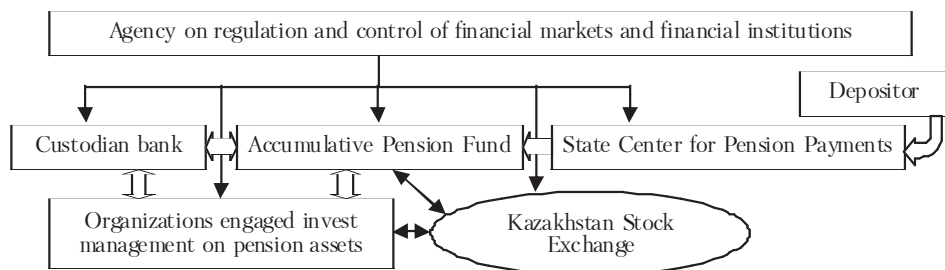 Agency on regulation and control of financial markets and financial institutions
Depositor
Custodian bank
Accumulative Pension Fund
State Center for Pension Payments
Organizations engaged invest
management on pension assets
Kazakhstan Stock
Exchange